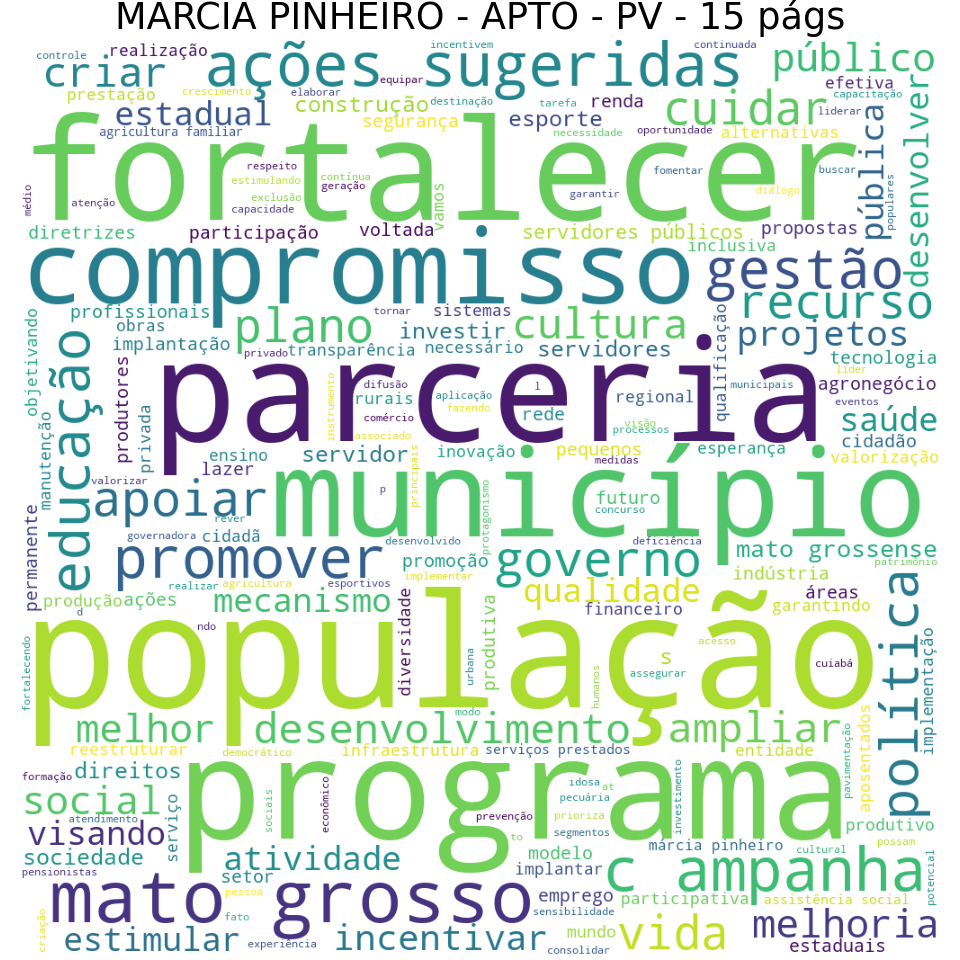 MARCIA PINHEIRO - APTO - PV - 15 págs
controle realização incentivem continuada
criar ações sugeridas público
equipar
prestação crescimento elaborar construção destinação tarefa renda cuidar efetiva capacitação
estadual segurança esporte necessidade oportunidade alternativas liderar
agricultura familiar
fortalecer
respeito contínua fomentar buscar
estimulando geração exclusão garantir diálogo
médio atenção capacidade vamos pública populares desenvolver
diretrizes participação voltada servidores públicos propostas
inclusiva
compromisso gestão
recurso
profissionais tornar sistemas
obras plano investir cultura projetos
implantação privado transparência necessário servidores tecnologia
objetivando educação parceria qualificação
difusão l municipais líder agronegócio
produtores instrumento rurais aplicação rede regional eventos
comércio fazendo visão saúde
manutenção privada associado processos cidadão
ensino servidor inovação pequenos esperança valorização
valorizar lazer principais medidas
apoiar p município
futuro
permanente rever concurso
governadora cidadã desenvolvido protagonismo deficiência
promover promoção governo mato grossense
patrimônio
realizar agricultura esportivos implementar indústria
produção ações mecanismo qualidade áreas
financeiro garantindo
d ndo diversidade produtiva população política
fortalecendo urbana s acesso cuiabá implementação
assegurar humanos
melhor desenvolvimento modo ampliar
reestruturar democrático infraestrutura serviços prestados entidade aposentados pavimentação
formação direitos programa
social sociais econômico idosa at investimento
pecuária
atendimento prevenção prioriza
visando serviço to segmentos produtivo
possam
sociedade atividade modelo márcia pinheiro cultural
pensionistas setor implantar c ampanha potencial
mato grosso pessoa emprego participativa assistência social
criação fato sensibilidade melhoria
estimular experiência incentivar mundo vida estaduais
consolidar